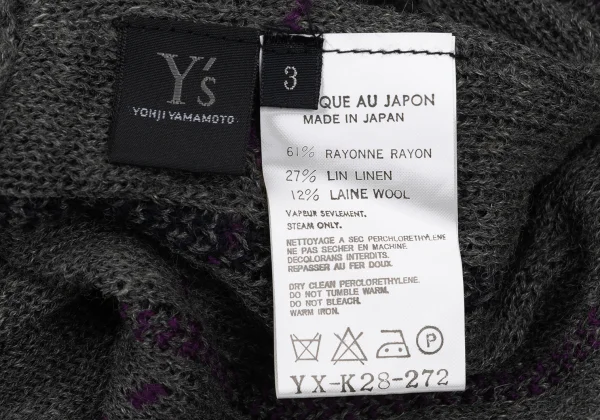 Y's
YOHJI YAMAMOTO
3
QUE AU JAPON
MADE IN JAPAN
61% RAYONNE RAYON
27% LIN LINEN
12% LAINE WOOL
VAPEUR SEVLEMENT.
STEAM ONLY.
NETTOYAGE A SEC PERCHLORETHYLENE
NE PAS SECHER EN MACHINE
DECOLORANS INTERDITS.
REPASSER AU FER DOUX.
DRY CLEAN PERCLORETHYLENE.
DO NOT TUMBLE WARM.
DO NOT BLEACH.
WARM IRON.
P
YX-K28-272